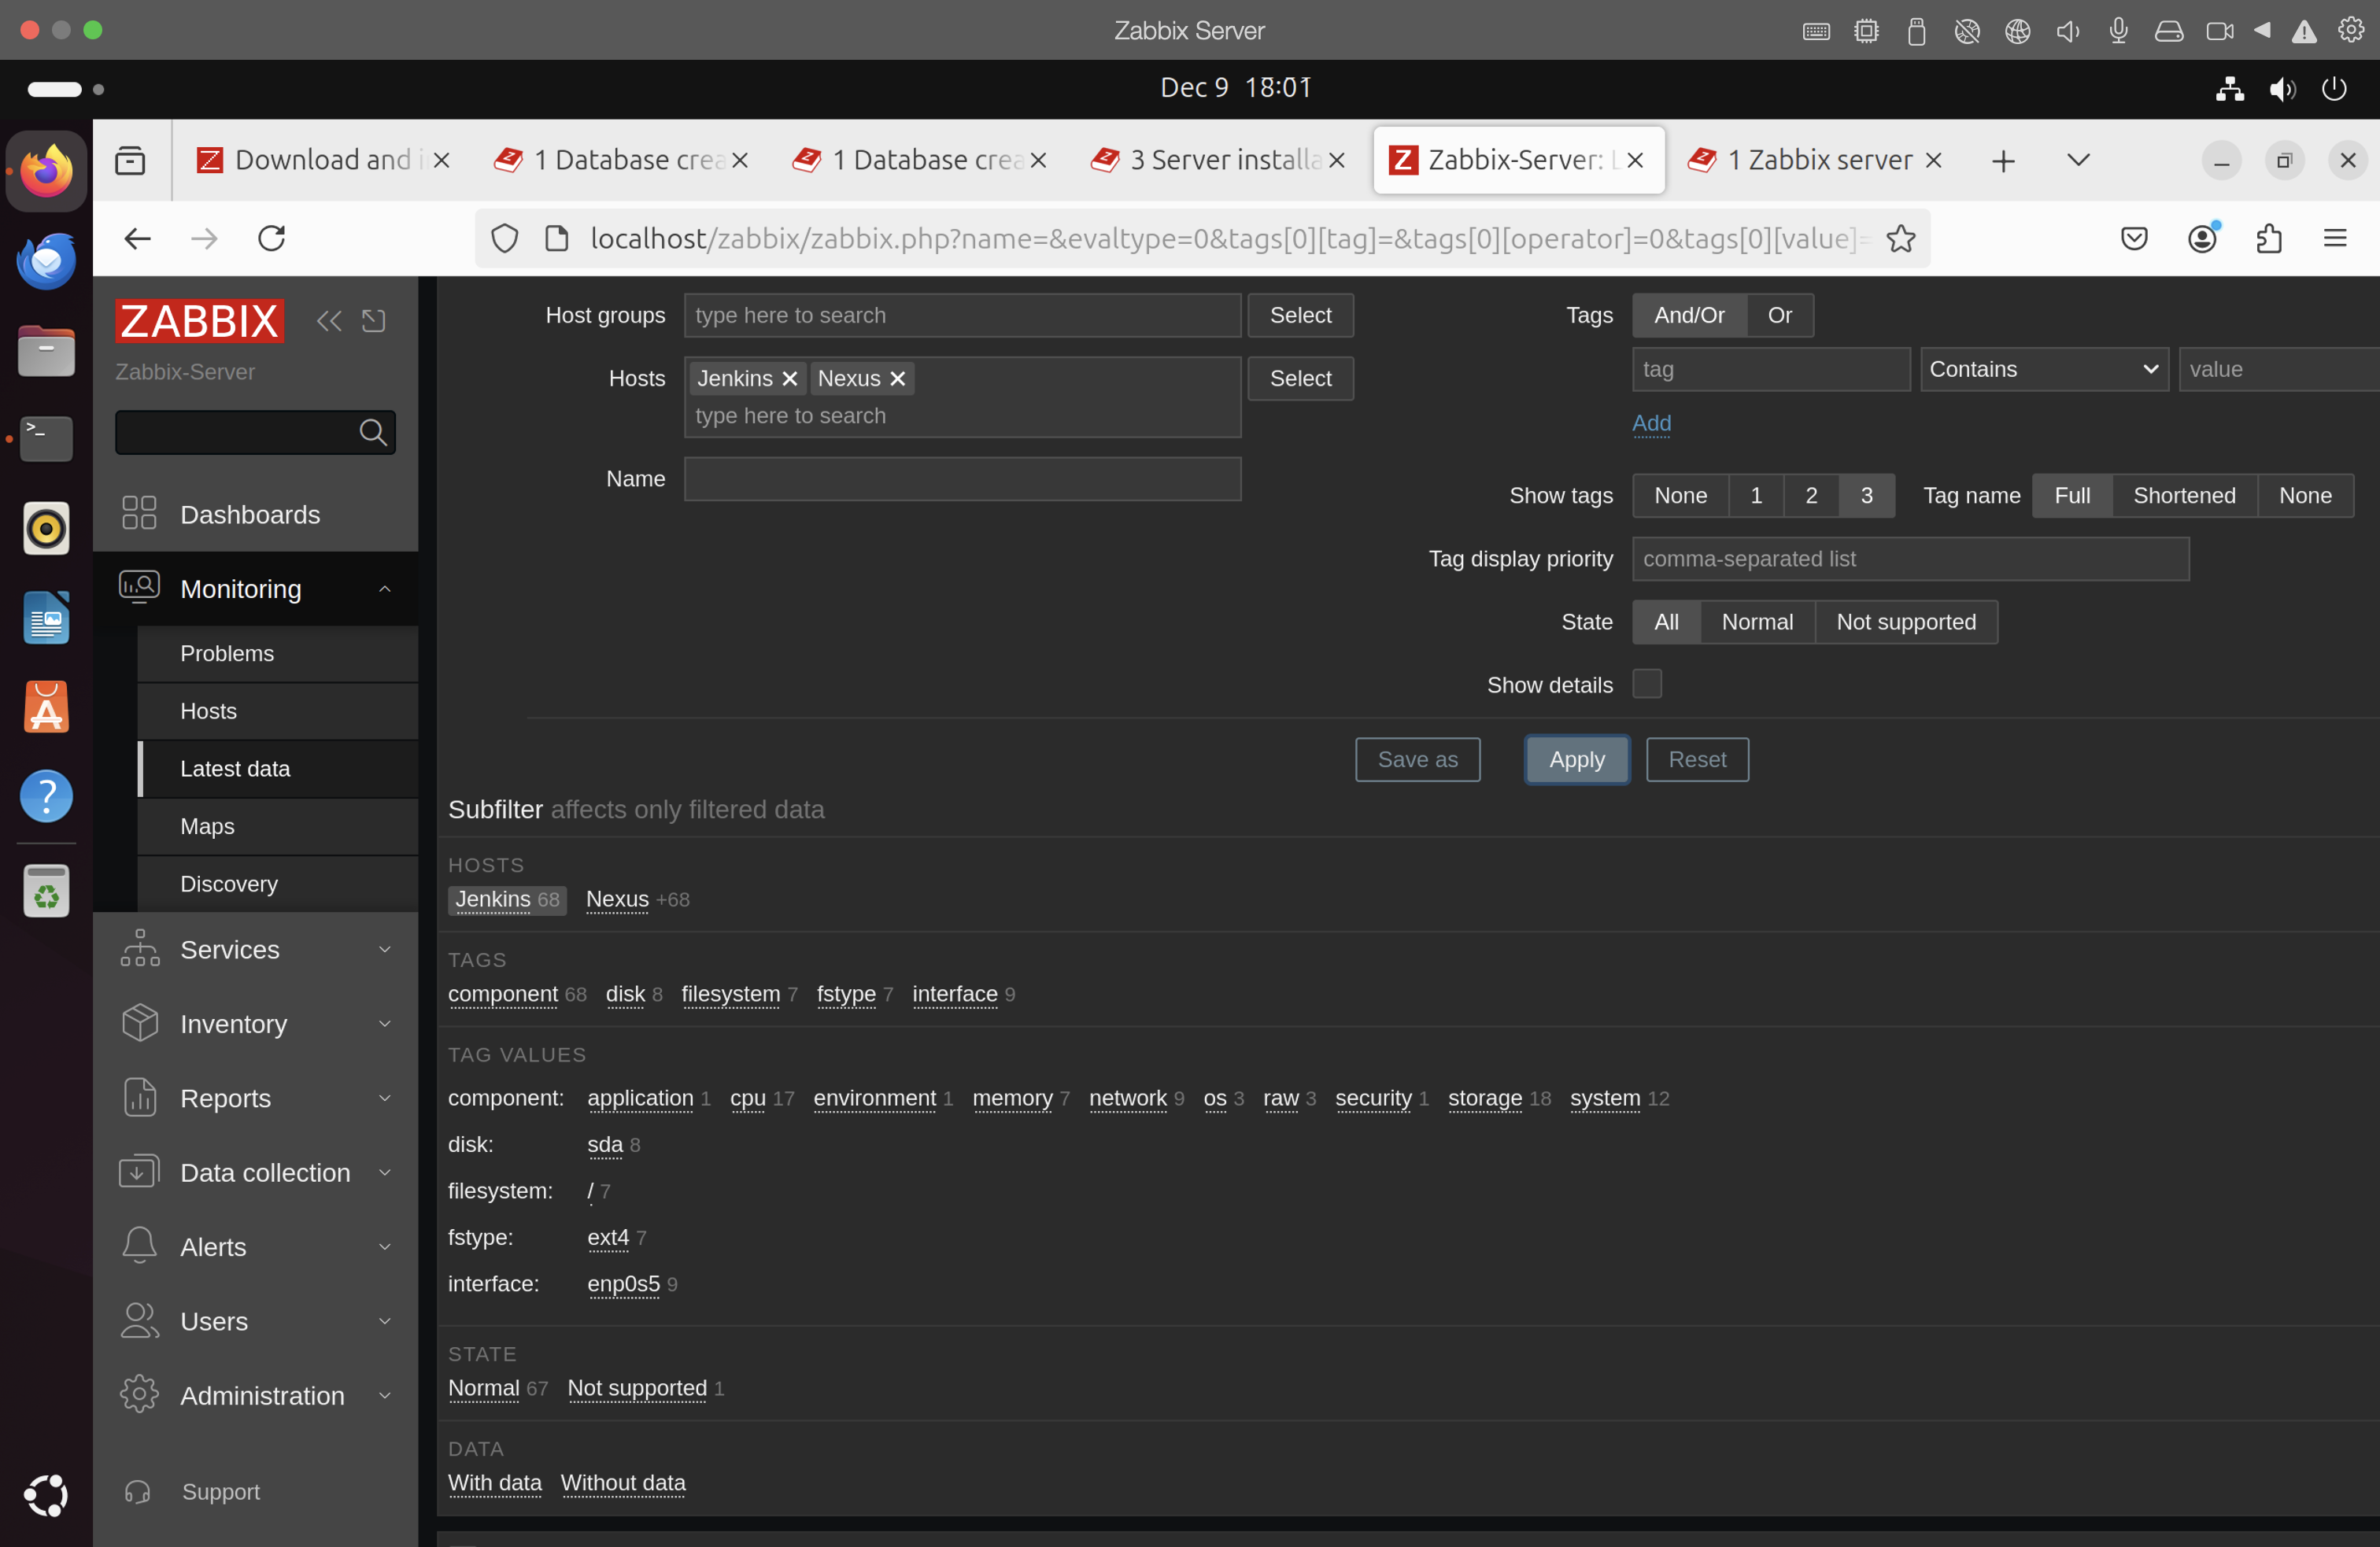 Zabbix Server
Dec 9 18:01
Download and i
1 Database crea
1 Database crea
3 Server installa
Zabbix-Server: L
1 Zabbix server
localhost/zabbix/zabbix.php?name=&evaltype=0&tags[0][tag]=&tags[0][operator]=0&tags[0][value]=
ZABBIX
Zabbix-Server
Dashboards
Monitoring
Problems
Hosts
Latest data
Maps
Discovery
Services
Inventory
Reports
Data collection
Alerts
Users
Administration
Support
Host groups type here to search Select
Hosts Jenkins Nexus Select
type here to search
Name
Tags And/Or Or
tag Contains value
Add
Show tags None 1 2 3 Tag name Full Shortened None
Tag display priority comma-separated list
State All Normal Not supported
Show details
Save as Apply Reset
Subfilter affects only filtered data
HOSTS
Jenkins 68 Nexus +68
TAGS
component 68 disk 8 filesystem 7 fstype 7 interface 9
TAG VALUES
component: application 1 cpu 17 environment 1 memory 7 network 9 os 3 raw 3 security 1 storage 18 system 12
disk: sda 8
filesystem: / 7
fstype: ext4 7
interface: enp0s5 9
STATE
Normal 67 Not supported 1
DATA
With data Without data